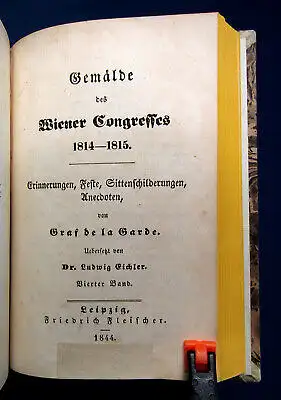 Gemälde
des
Wiener Congresses
1814—1815.
Erinnerungen, Feste, Sittenschilderungen,
Anecdoten,
von
Graf de la Garde.
Uebersetzt von
Dr. Ludwig Eichler.
Vierter Band.
Leipzig,
Friedrich Fleischer.
1844.